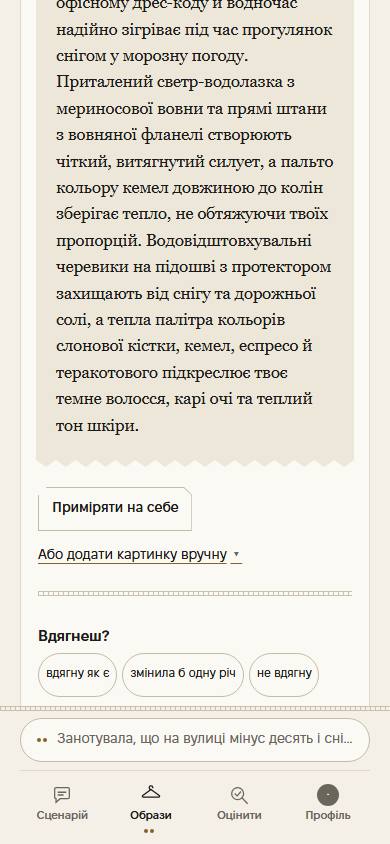 офісному дрес-коду й водночас
надійно зігріває під час прогулянок
снігом у морозну погоду.
Приталений светр-водолазка з
мериносової вовни та прямі штани
з вовняної фланелі створюють
чіткий, витягнутий силует, а пальто
кольору кемел довжиною до колін
зберігає тепло, не обтяжуючи твоїх
пропорцій. Водовідштовхувальні
черевики на підошві з протектором
захищають від снігу та дорожньої
солі, а тепла палітра кольорів
слонової кістки, кемел, еспресо й
теракотового підкреслює твоє
темне волосся, карі очі та теплий
тон шкіри.
Приміряти на себе
Або додати картинку вручну ▾
Вдягнеш?
вдягну як є
змінила б одну річ
не вдягну
Занотувала, що на вулиці мінус десять і сні...
Сценарій
Образи
Оцінити
Профіль